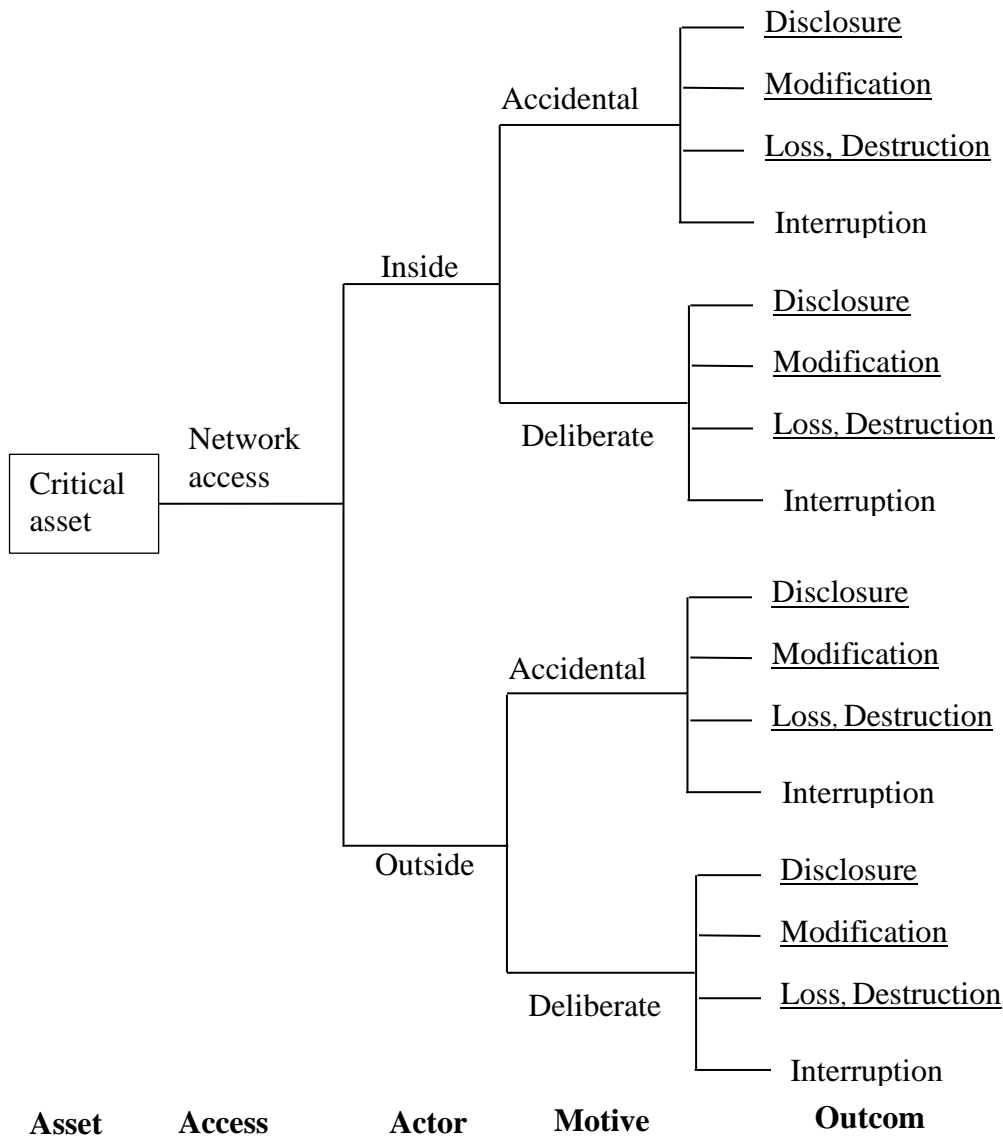 Disclosure
Modification
Accidental
Loss, Destruction
Interruption
Inside
Disclosure
Modification
Loss, Destruction
Deliberate
Interruption
Network
access
Critical
asset
Disclosure
Modification
Accidental
Loss, Destruction
Interruption
Outside
Disclosure
Modification
Loss, Destruction
Deliberate
Interruption
Asset Access Actor Motive Outcom